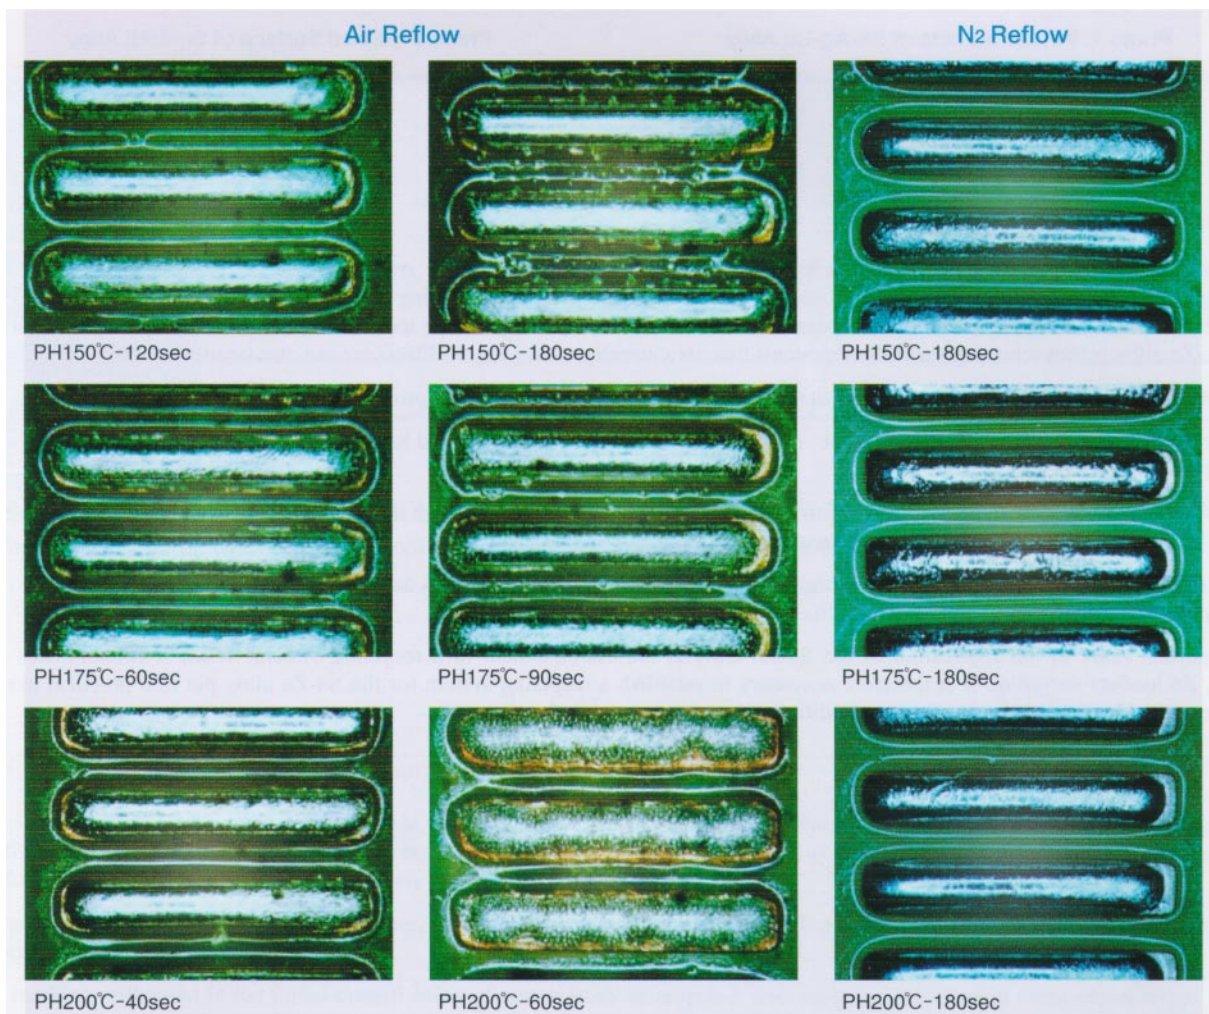 Air Reflow
N2 Reflow
PH150℃-120sec
PH150℃-180sec
PH150℃-180sec
PH175℃-60sec
PH175℃-90sec
PH175℃-180sec
PH200℃-40sec
PH200℃-60sec
PH200℃-180sec